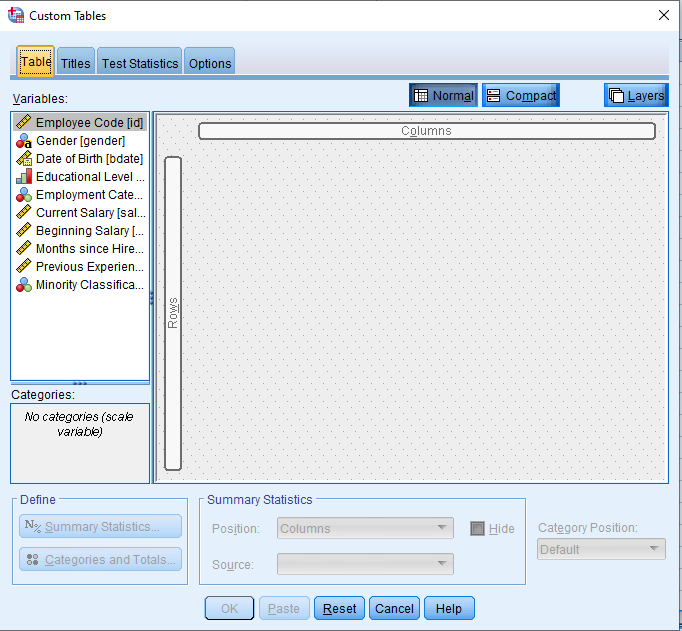 Custom Tables
Table Titles Test Statistics Options
Variables:
Normal Compact Layers
Employee Code [id]
Gender [gender]
Date of Birth [bdate]
Educational Level ...
Employment Cate...
Current Salary [sal...
Beginning Salary [...
Months since Hire...
Previous Experien...
Minority Classifica...
Columns
Rows
Categories:
No categories (scale
variable)
Define
N% Summary Statistics...
Categories and Totals...
Summary Statistics
Position: Columns Hide
Source:
Category Position:
Default
OK Paste Reset Cancel Help